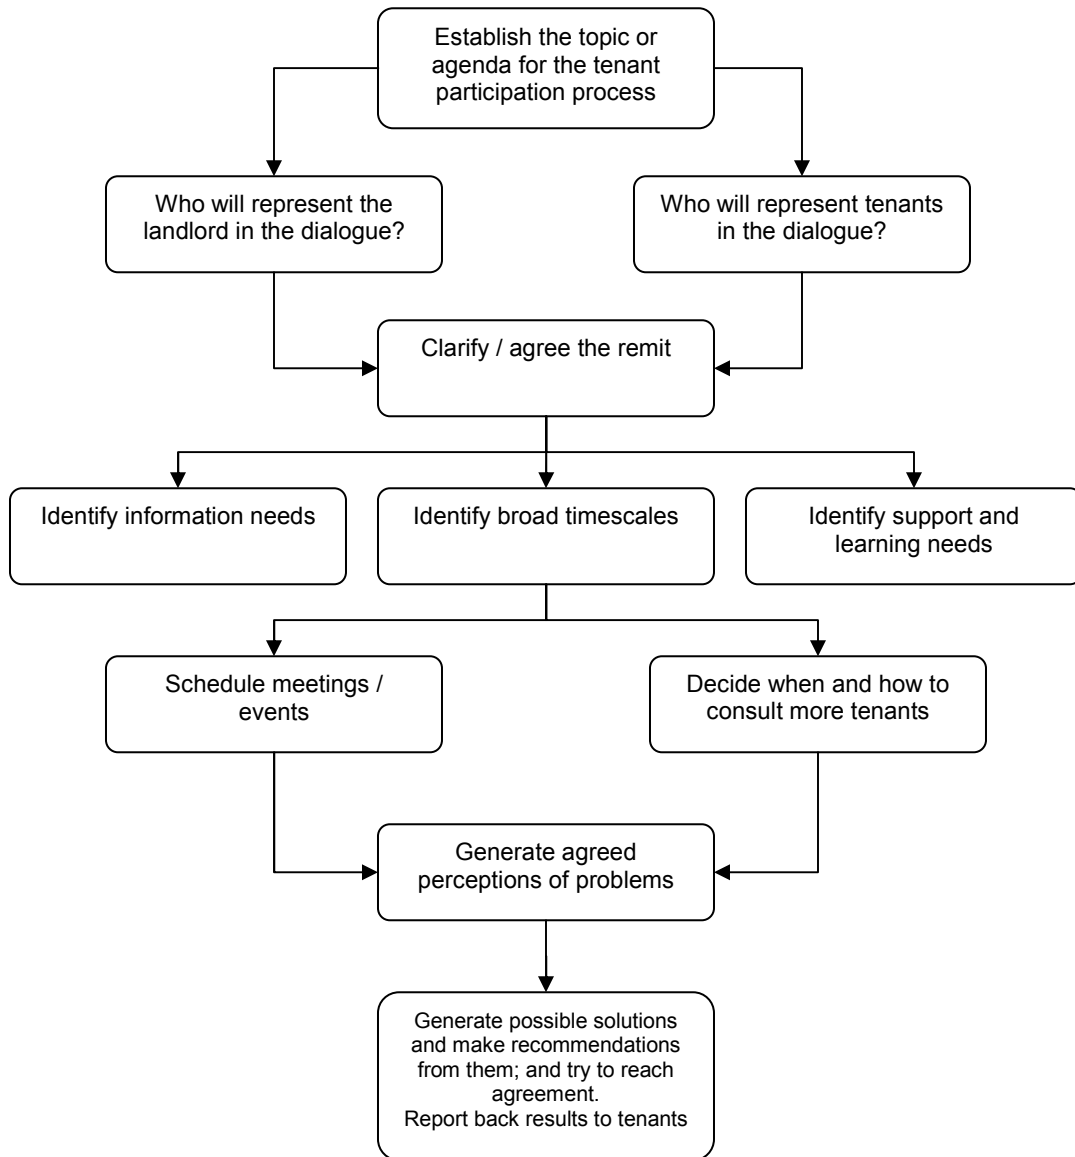 Establish the topic or
agenda for the tenant
participation process
Who will represent the
landlord in the dialogue?
Who will represent tenants
in the dialogue?
Clarify / agree the remit
Identify information needs
Identify broad timescales
Identify support and
learning needs
Schedule meetings /
events
Decide when and how to
consult more tenants
Generate agreed
perceptions of problems
Generate possible solutions
and make recommendations
from them; and try to reach
agreement.
Report back results to tenants